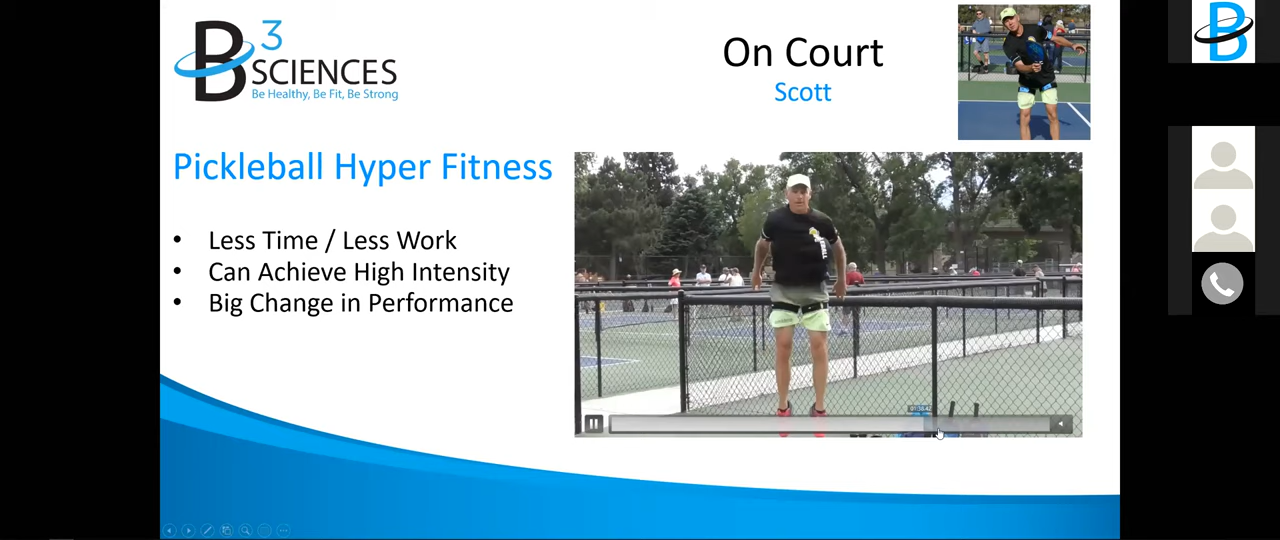 B3 SCIENCES
Be Healthy, Be Fit, Be Strong
On Court
Scott
Pickleball Hyper Fitness
• Less Time / Less Work
• Can Achieve High Intensity
• Big Change in Performance
B